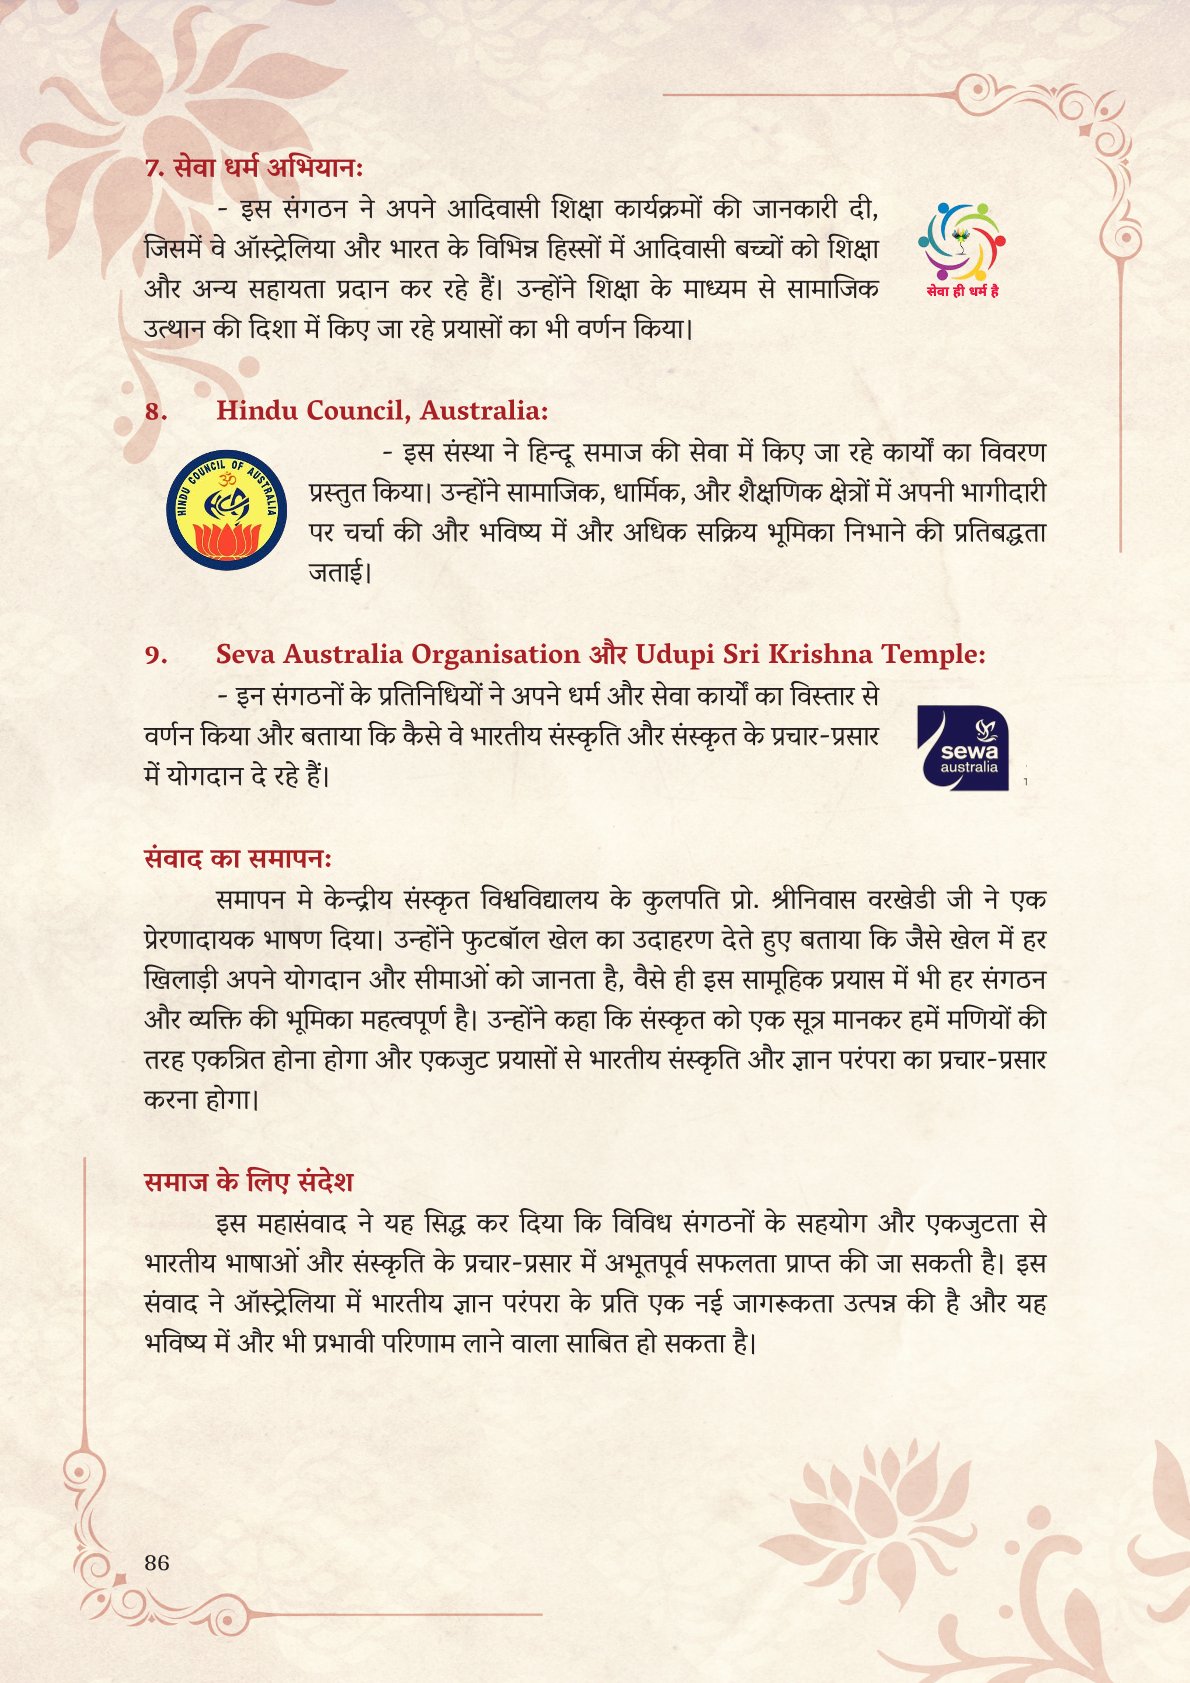 7. सेवा धर्म अभियान:
- इस संगठन ने अपने आदिवासी शिक्षा कार्यक्रमों की जानकारी दी,
जिसमें वे ऑस्ट्रेलिया और भारत के विभिन्न हिस्सों में आदिवासी बच्चों को शिक्षा
और अन्य सहायता प्रदान कर रहे हैं। उन्होंने शिक्षा के माध्यम से सामाजिक
उत्थान की दिशा में किए जा रहे प्रयासों का भी वर्णन किया।
सेवा ही धर्म है
8. Hindu Council, Australia:
HINDU COUNCIL OF AUSTRALIA
ॐ
HCA
- इस संस्था ने हिन्दू समाज की सेवा में किए जा रहे कार्यों का विवरण
प्रस्तुत किया। उन्होंने सामाजिक, धार्मिक, और शैक्षणिक क्षेत्रों में अपनी भागीदारी
पर चर्चा की और भविष्य में और अधिक सक्रिय भूमिका निभाने की प्रतिबद्धता
जताई।
9. Seva Australia Organisation और Udupi Sri Krishna Temple:
- इन संगठनों के प्रतिनिधियों ने अपने धर्म और सेवा कार्यों का विस्तार से
वर्णन किया और बताया कि कैसे वे भारतीय संस्कृति और संस्कृत के प्रचार-प्रसार
में योगदान दे रहे हैं।
sewa
australia
संवाद का समापन:
समापन मे केन्द्रीय संस्कृत विश्वविद्यालय के कुलपति प्रो. श्रीनिवास वरखेडी जी ने एक
प्रेरणादायक भाषण दिया। उन्होंने फुटबॉल खेल का उदाहरण देते हुए बताया कि जैसे खेल में हर
खिलाड़ी अपने योगदान और सीमाओं को जानता है, वैसे ही इस सामूहिक प्रयास में भी हर संगठन
और व्यक्ति की भूमिका महत्वपूर्ण है। उन्होंने कहा कि संस्कृत को एक सूत्र मानकर हमें मणियों की
तरह एकत्रित होना होगा और एकजुट प्रयासों से भारतीय संस्कृति और ज्ञान परंपरा का प्रचार-प्रसार
करना होगा।
समाज के लिए संदेश
इस महासंवाद ने यह सिद्ध कर दिया कि विविध संगठनों के सहयोग और एकजुटता से
भारतीय भाषाओं और संस्कृति के प्रचार-प्रसार में अभूतपूर्व सफलता प्राप्त की जा सकती है। इस
संवाद ने ऑस्ट्रेलिया में भारतीय ज्ञान परंपरा के प्रति एक नई जागरूकता उत्पन्न की है और यह
भविष्य में और भी प्रभावी परिणाम लाने वाला साबित हो सकता है।
86